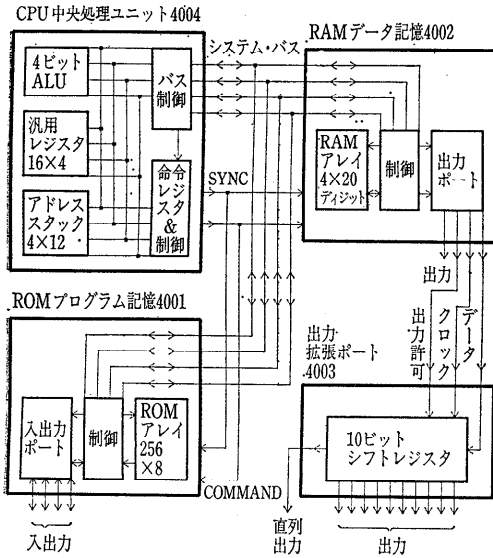 CPU中央処理ユニット4004
4ビット
ALU
汎用
レジスタ
16×4
アドレス
スタック
4×12
バス
制御
命令
レジ
スタ
&
制御
システム・バス
SYNC
RAMデータ記憶4002
RAM
アレイ
4×20
ディジット
制御
出力
ポート
出力
出力許可
クロック
データ
ROMプログラム記憶4001
入出力
ポート
制御
ROM
アレイ
256
×8
入出力
COMMAND
出力
拡張ポート
4003
10ビット
シフトレジスタ
直列
出力
出力